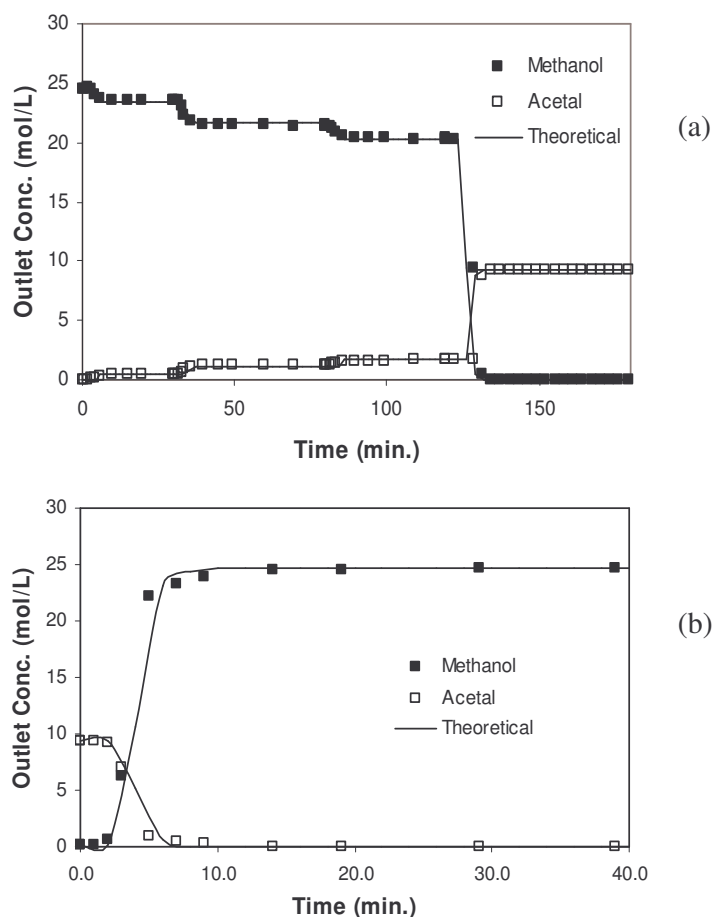 30
25
20
15
10
5
0
Outlet Conc. (mol/L)
0
50
100
150
Time (min.)
Methanol
Acetal
Theoretical
(a)
30
25
20
15
10
5
0
Outlet Conc. (mol/L)
0.0
10.0
20.0
30.0
40.0
Time (min.)
Methanol
Acetal
Theoretical
(b)